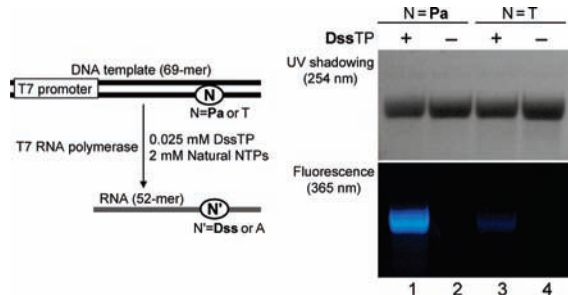 DNA template (69-mer)
T7 promoter
N
N=Pa or T
T7 RNA polymerase
0.025 mM DssTP
2 mM Natural NTPs
RNA (52-mer)
N'
N'=Dss or A
N=Pa N=T
DssTP + – + –
UV shadowing
(254 nm)
Fluorescence
(365 nm)
1 2 3 4